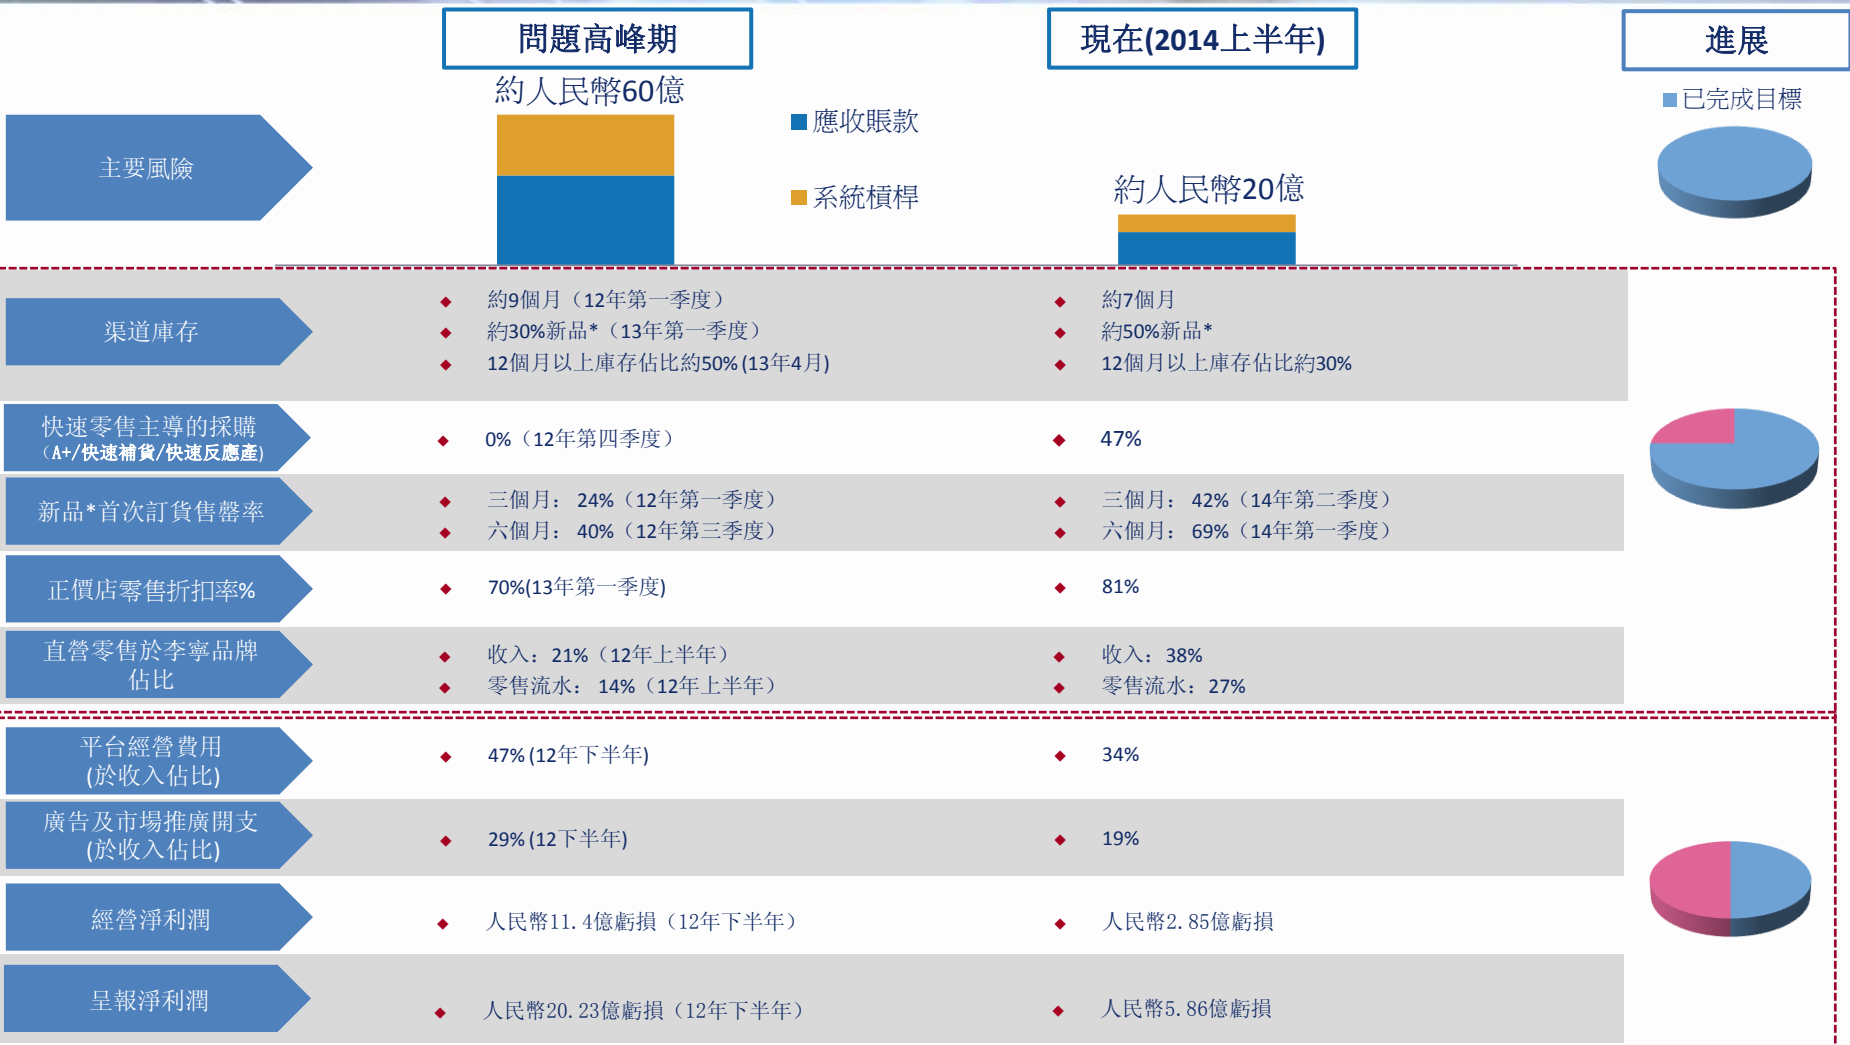 問題高峰期
現在(2014上半年)
進展
約人民幣60億
應收賬款
系統槓桿
約人民幣20億
已完成目標
主要風險
渠道庫存
約9個月（12年第一季度）
約30%新品*（13年第一季度）
12個月以上庫存佔比約50% (13年4月)
約7個月
約50%新品*
12個月以上庫存佔比約30%
快速零售主導的採購
（A+/快速補貨/快速反應產)
0%（12年第四季度）
47%
新品*首次訂貨售罄率
三個月： 24%（12年第一季度）
六個月： 40%（12年第三季度）
三個月： 42%（14年第二季度）
六個月： 69%（14年第一季度）
正價店零售折扣率%
70%(13年第一季度)
81%
直營零售於李寧品牌
佔比
收入：21%（12年上半年）
零售流水： 14%（12年上半年）
收入：38%
零售流水：27%
平台經營費用
(於收入佔比)
47% (12年下半年)
34%
廣告及市場推廣開支
(於收入佔比)
29% (12下半年)
19%
經營淨利潤
人民幣11.4億虧損（12年下半年）
人民幣2.85億虧損
呈報淨利潤
人民幣20.23億虧損（12年下半年）
人民幣5.86億虧損